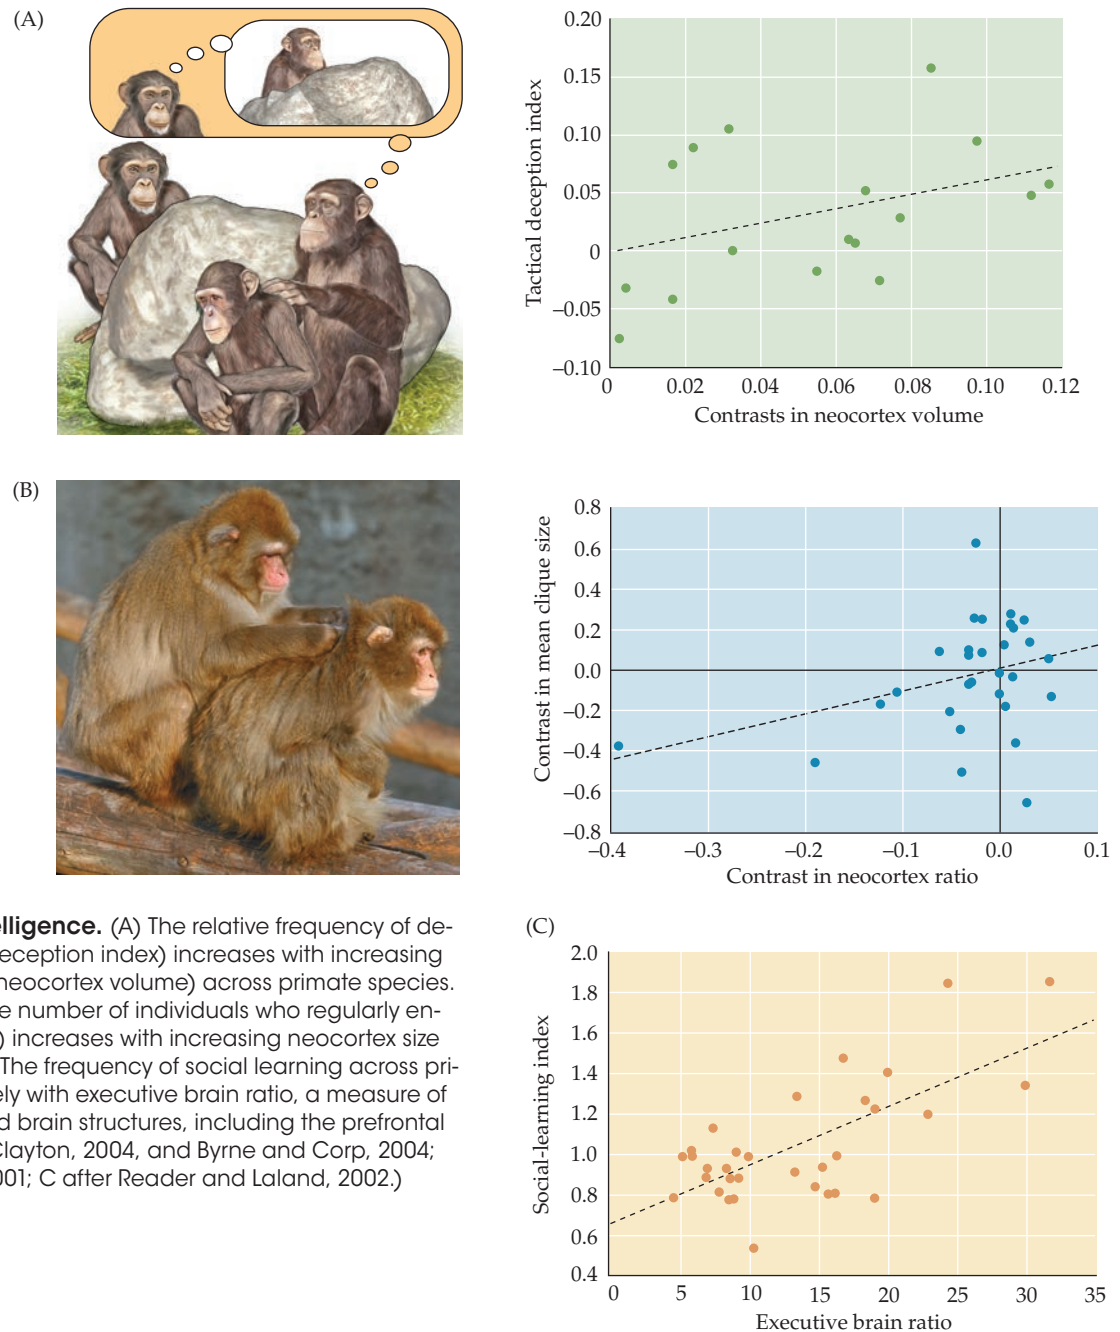 (A)
0.20
0.15
0.10
0.05
0
–0.05
–0.10
Tactical deception index
0 0.02 0.04 0.06 0.08 0.10 0.12
Contrasts in neocortex volume
(B)
0.8
0.6
0.4
0.2
0.0
–0.2
–0.4
–0.6
–0.8
Contrast in mean clique size
–0.4 –0.3 –0.2 –0.1 0.0 0.1
Contrast in neocortex ratio
elligence. (A) The relative frequency of de-
eception index) increases with increasing
neocortex volume) across primate species.
e number of individuals who regularly en-
) increases with increasing neocortex size
The frequency of social learning across pri-
ely with executive brain ratio, a measure of
d brain structures, including the prefrontal
Clayton, 2004, and Byrne and Corp, 2004;
001; C after Reader and Laland, 2002.)
(C)
2.0
1.8
1.6
1.4
1.2
1.0
0.8
0.6
0.4
Social-learning index
0 5 10 15 20 25 30 35
Executive brain ratio